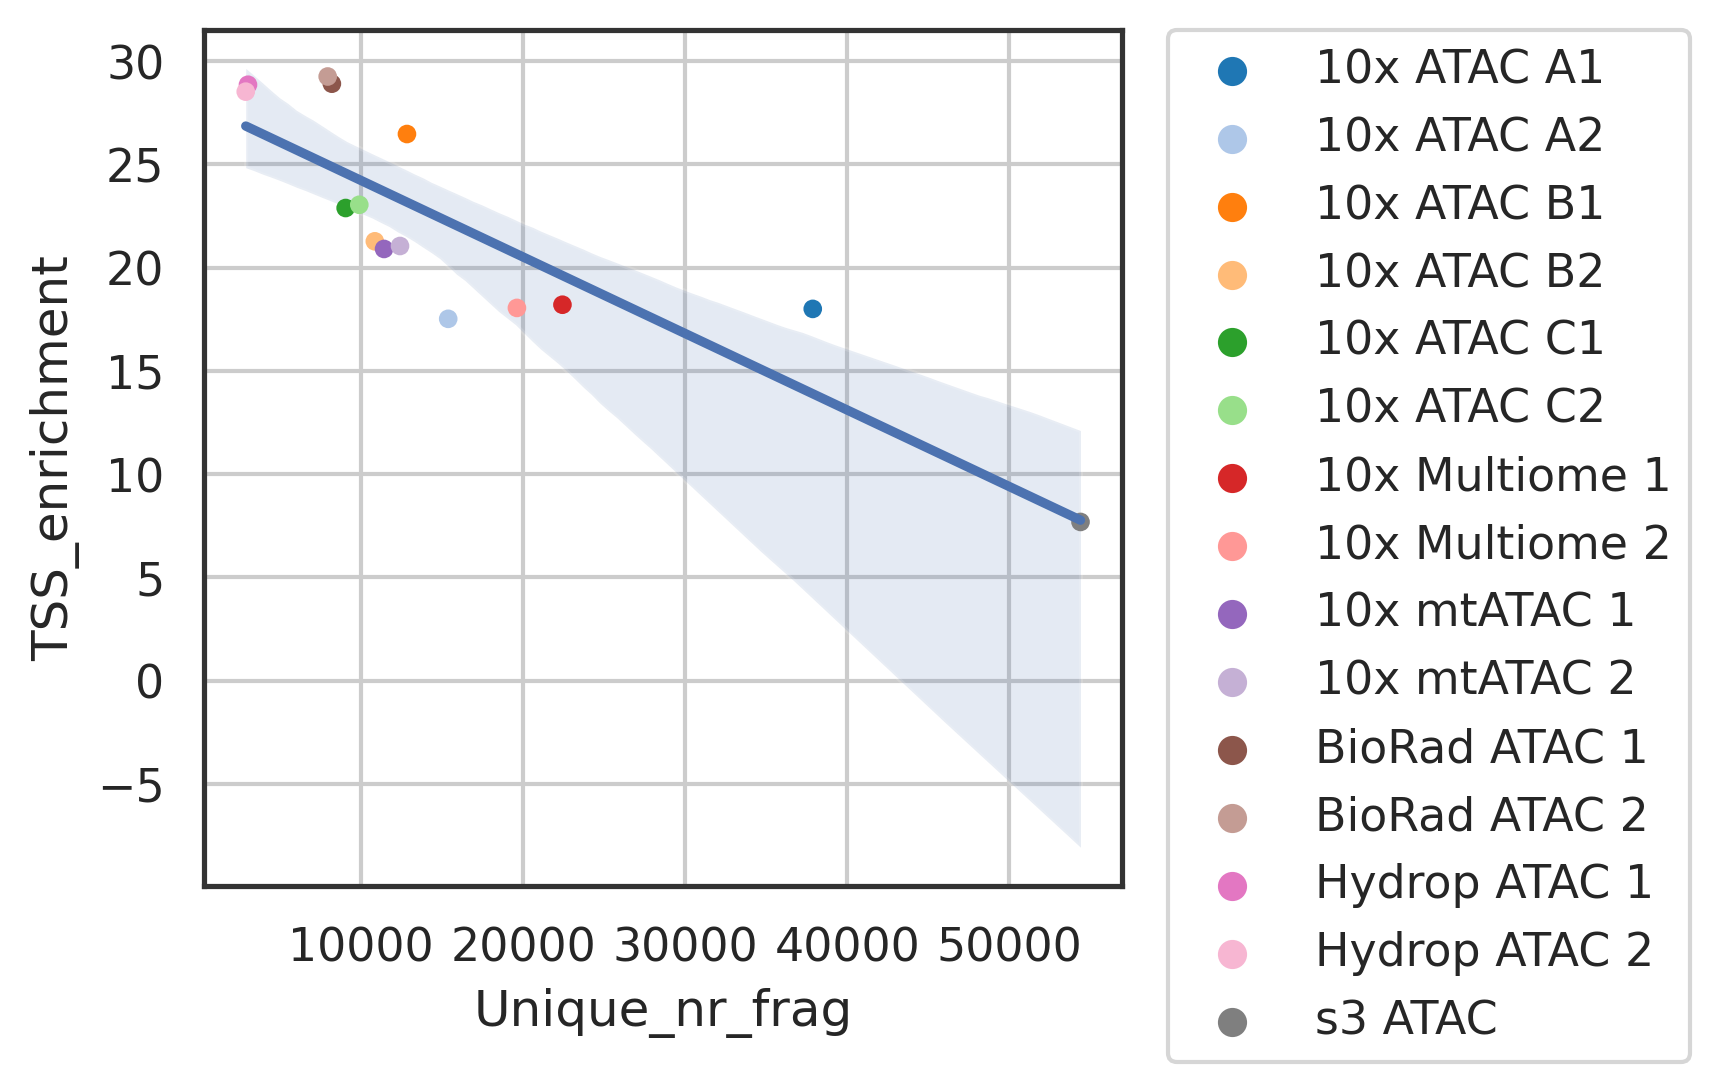 30
25
20
15
10
5
0
−5
TSS_enrichment
10000 20000 30000 40000 50000
Unique_nr_frag
10x ATAC A1
10x ATAC A2
10x ATAC B1
10x ATAC B2
10x ATAC C1
10x ATAC C2
10x Multiome 1
10x Multiome 2
10x mtATAC 1
10x mtATAC 2
BioRad ATAC 1
BioRad ATAC 2
Hydrop ATAC 1
Hydrop ATAC 2
s3 ATAC